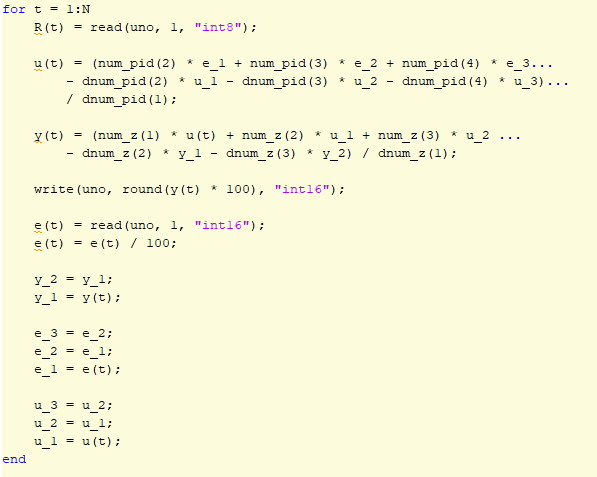 for t = 1:N
R(t) = read(uno, 1, "int8");
u(t) = (num_pid(2) * e_1 + num_pid(3) * e_2 + num_pid(4) * e_3...
- dnum_pid(2) * u_1 - dnum_pid(3) * u_2 - dnum_pid(4) * u_3)...
/ dnum_pid(1);
y(t) = (num_z(1) * u(t) + num_z(2) * u_1 + num_z(3) * u_2 ...
- dnum_z(2) * y_1 - dnum_z(3) * y_2) / dnum_z(1);
write(uno, round(y(t) * 100), "int16");
e(t) = read(uno, 1, "int16");
e(t) = e(t) / 100;
y_2 = y_1;
y_1 = y(t);
e_3 = e_2;
e_2 = e_1;
e_1 = e(t);
u_3 = u_2;
u_2 = u_1;
u_1 = u(t);
end